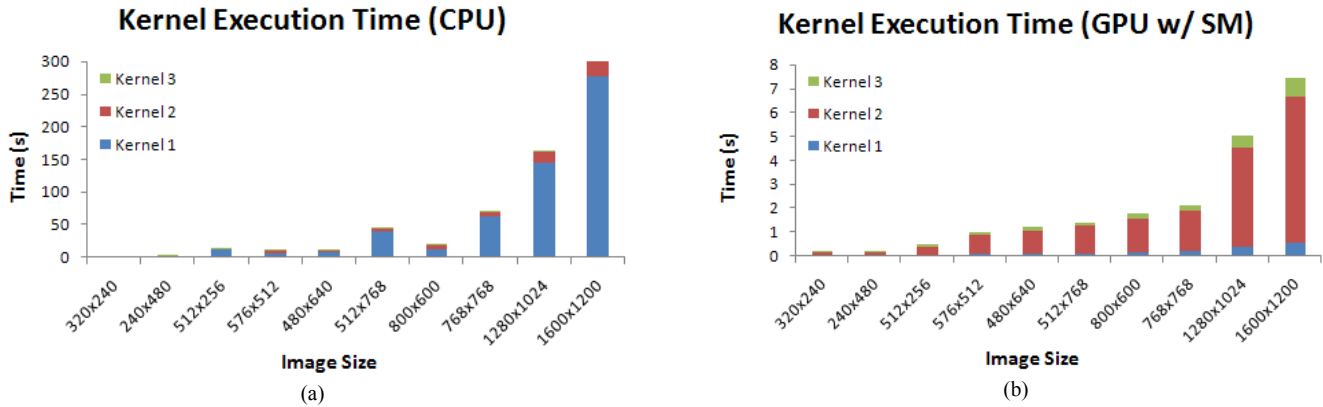 Kernel Execution Time (CPU)
300
250
200
150
100
50
0
Time (s)
Kernel 3
Kernel 2
Kernel 1
320x240
240x480
512x256
576x512
480x640
512x768
800x600
768x768
1280x1024
1600x1200
Image Size
(a)
Kernel Execution Time (GPU w/ SM)
8
7
6
5
4
3
2
1
0
Time (s)
Kernel 3
Kernel 2
Kernel 1
320x240
240x480
512x256
576x512
480x640
512x768
800x600
768x768
1280x1024
1600x1200
Image Size
(b)